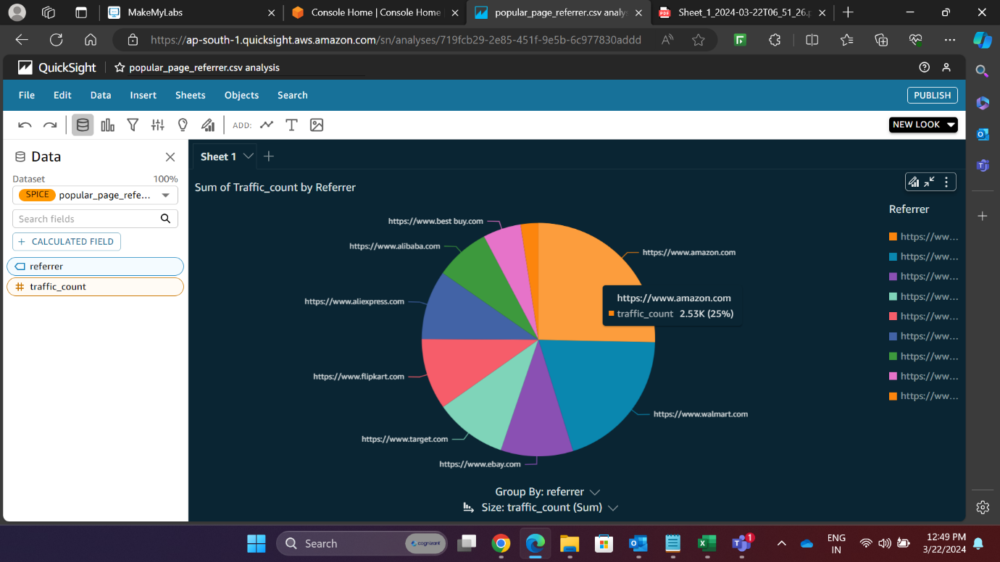 MakeMyLabs
Console Home | Console Home
popular_page_referrer.csv analy
Sheet_1_2024-03-22T06_51_26.p
https://ap-south-1.quicksight.aws.amazon.com/sn/analyses/719fcb29-2e85-451f-9e5b-6c977830addd
QuickSight
popular_page_referrer.csv analysis
File Edit Data Insert Sheets Objects Search
PUBLISH
ADD:
NEW LOOK
Data
Dataset 100%
SPICE popular_page_refe...
Search fields
+ CALCULATED FIELD
referrer
# traffic_count
Sheet 1
Sum of Traffic_count by Referrer
https://www.best buy.com
https://www.alibaba.com
https://www.amazon.com
https://www.amazon.com
traffic_count 2.53K (25%)
https://www.aliexpress.com
https://www.flipkart.com
https://www.walmart.com
https://www.target.com
https://www.ebay.com
Referrer
https://ww...
https://ww...
https://ww...
https://ww...
https://ww...
https://ww...
https://ww...
https://ww...
https://ww...
Group By: referrer
Size: traffic_count (Sum)
Search
cognizant
1
ENG
IN
12:49 PM
3/22/2024